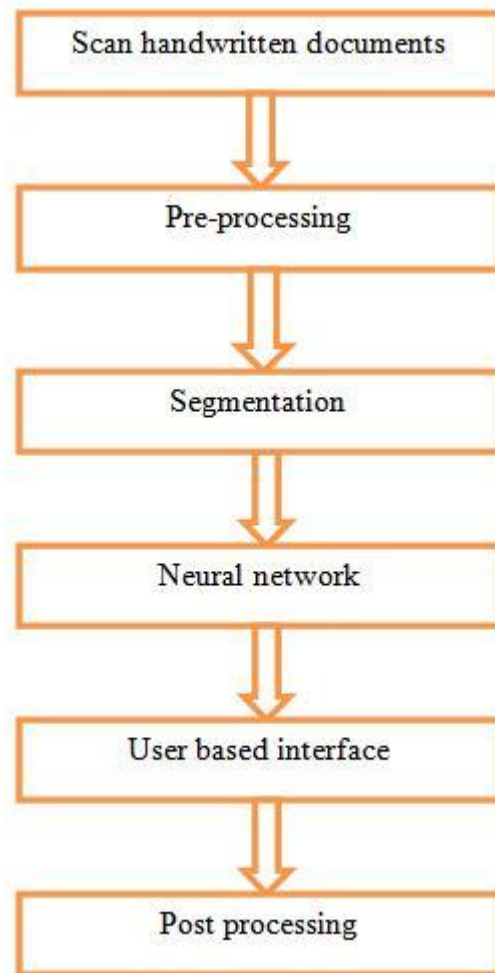 Scan handwritten documents
Pre-processing
Segmentation
Neural network
User based interface
Post processing